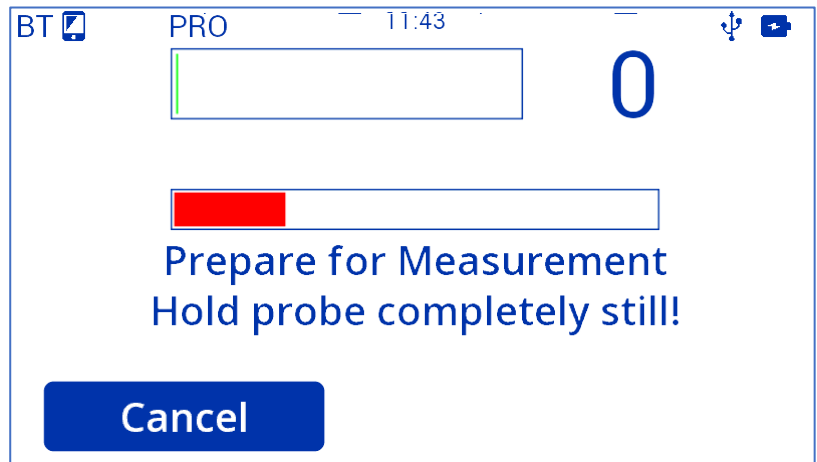 BT PRO 11:43
0
Prepare for Measurement
Hold probe completely still!
Cancel